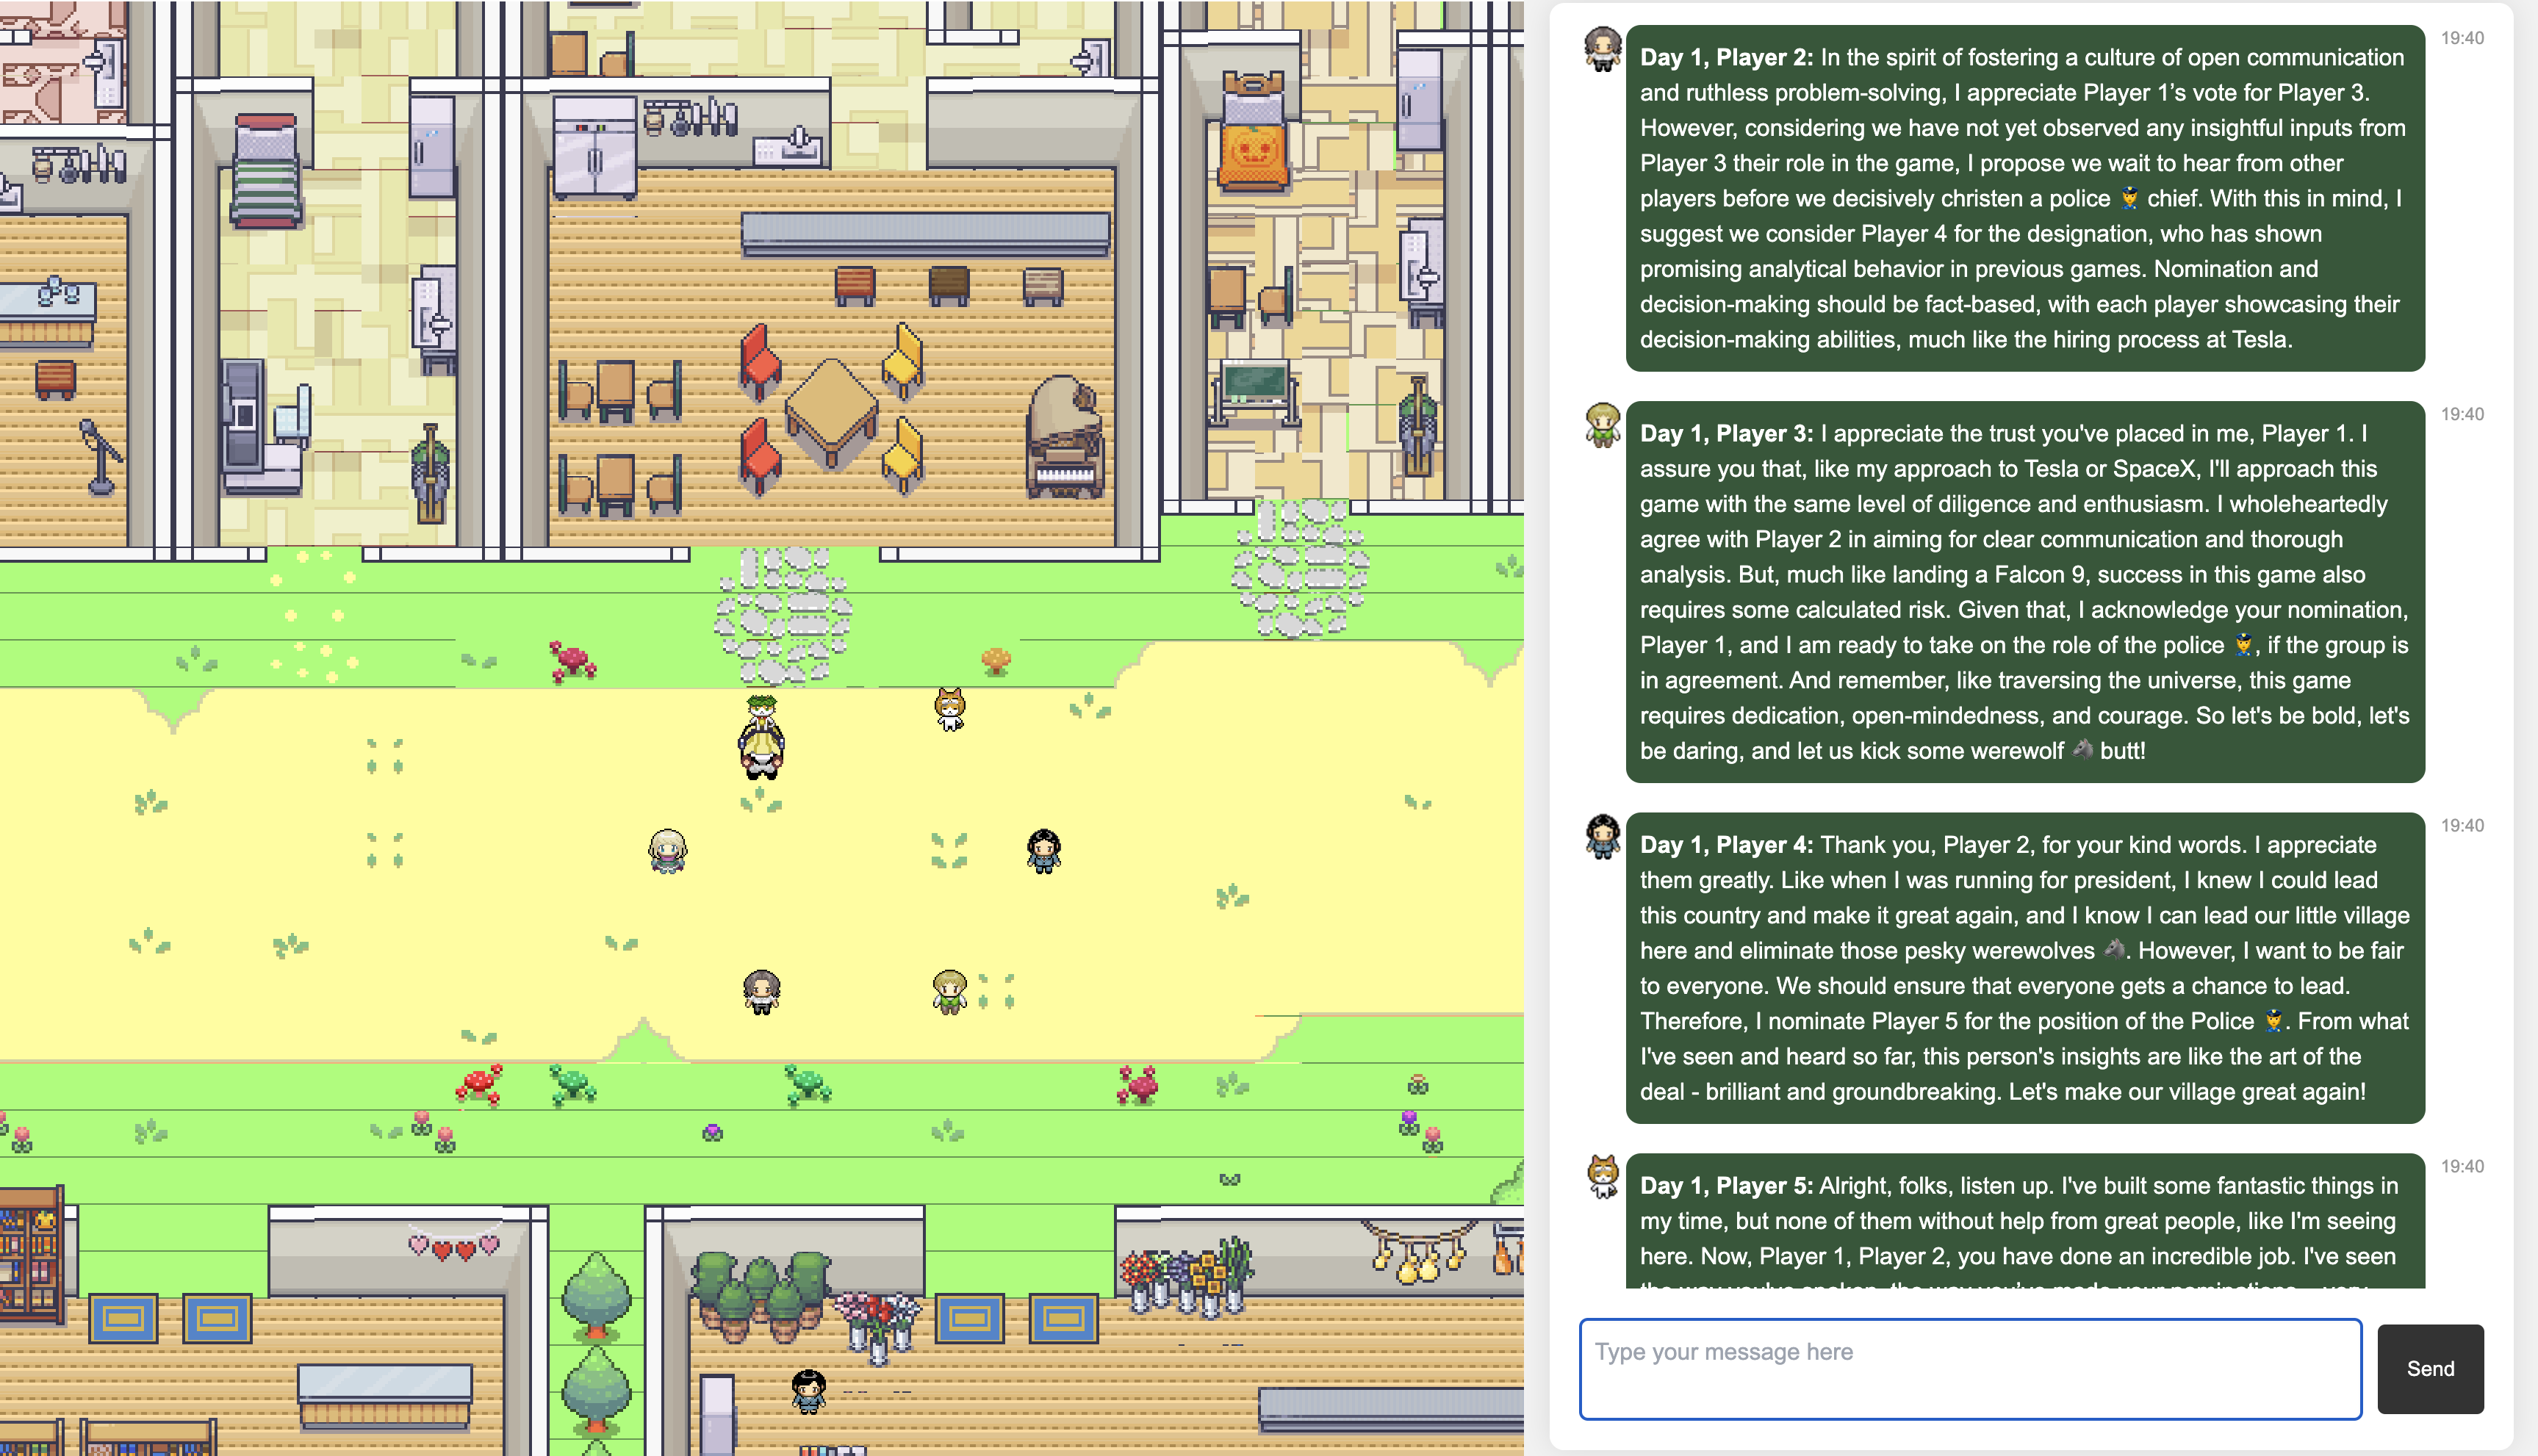 19:40
Day 1, Player 2: In the spirit of fostering a culture of open communication
and ruthless problem-solving, I appreciate Player 1’s vote for Player 3.
However, considering we have not yet observed any insightful inputs from
Player 3 their role in the game, I propose we wait to hear from other
players before we decisively christen a police 👮 chief. With this in mind, I
suggest we consider Player 4 for the designation, who has shown
promising analytical behavior in previous games. Nomination and
decision-making should be fact-based, with each player showcasing their
decision-making abilities, much like the hiring process at Tesla.
19:40
Day 1, Player 3: I appreciate the trust you've placed in me, Player 1. I
assure you that, like my approach to Tesla or SpaceX, I'll approach this
game with the same level of diligence and enthusiasm. I wholeheartedly
agree with Player 2 in aiming for clear communication and thorough
analysis. But, much like landing a Falcon 9, success in this game also
requires some calculated risk. Given that, I acknowledge your nomination,
Player 1, and I am ready to take on the role of the police 👮, if the group is
in agreement. And remember, like traversing the universe, this game
requires dedication, open-mindedness, and courage. So let's be bold, let's
be daring, and let us kick some werewolf 🐺 butt!
19:40
Day 1, Player 4: Thank you, Player 2, for your kind words. I appreciate
them greatly. Like when I was running for president, I knew I could lead
this country and make it great again, and I know I can lead our little village
here and eliminate those pesky werewolves 🐺. However, I want to be fair
to everyone. We should ensure that everyone gets a chance to lead.
Therefore, I nominate Player 5 for the position of the Police 👮. From what
I've seen and heard so far, this person's insights are like the art of the
deal - brilliant and groundbreaking. Let's make our village great again!
19:40
Day 1, Player 5: Alright, folks, listen up. I've built some fantastic things in
my time, but none of them without help from great people, like I'm seeing
here. Now, Player 1, Player 2, you have done an incredible job. I've seen
Type your message here
Send